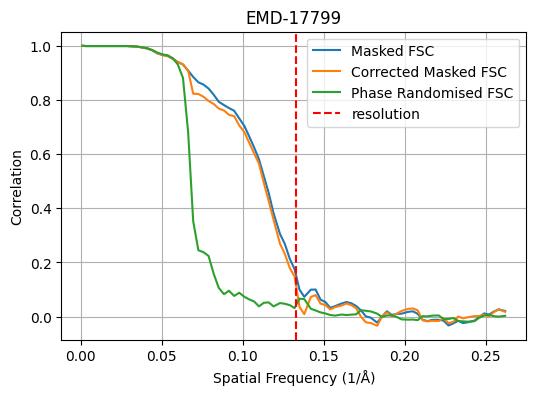 EMD-17799
Masked FSC
Corrected Masked FSC
Phase Randomised FSC
resolution
Correlation
1.0
0.8
0.6
0.4
0.2
0.0
0.00 0.05 0.10 0.15 0.20 0.25
Spatial Frequency (1/Å)